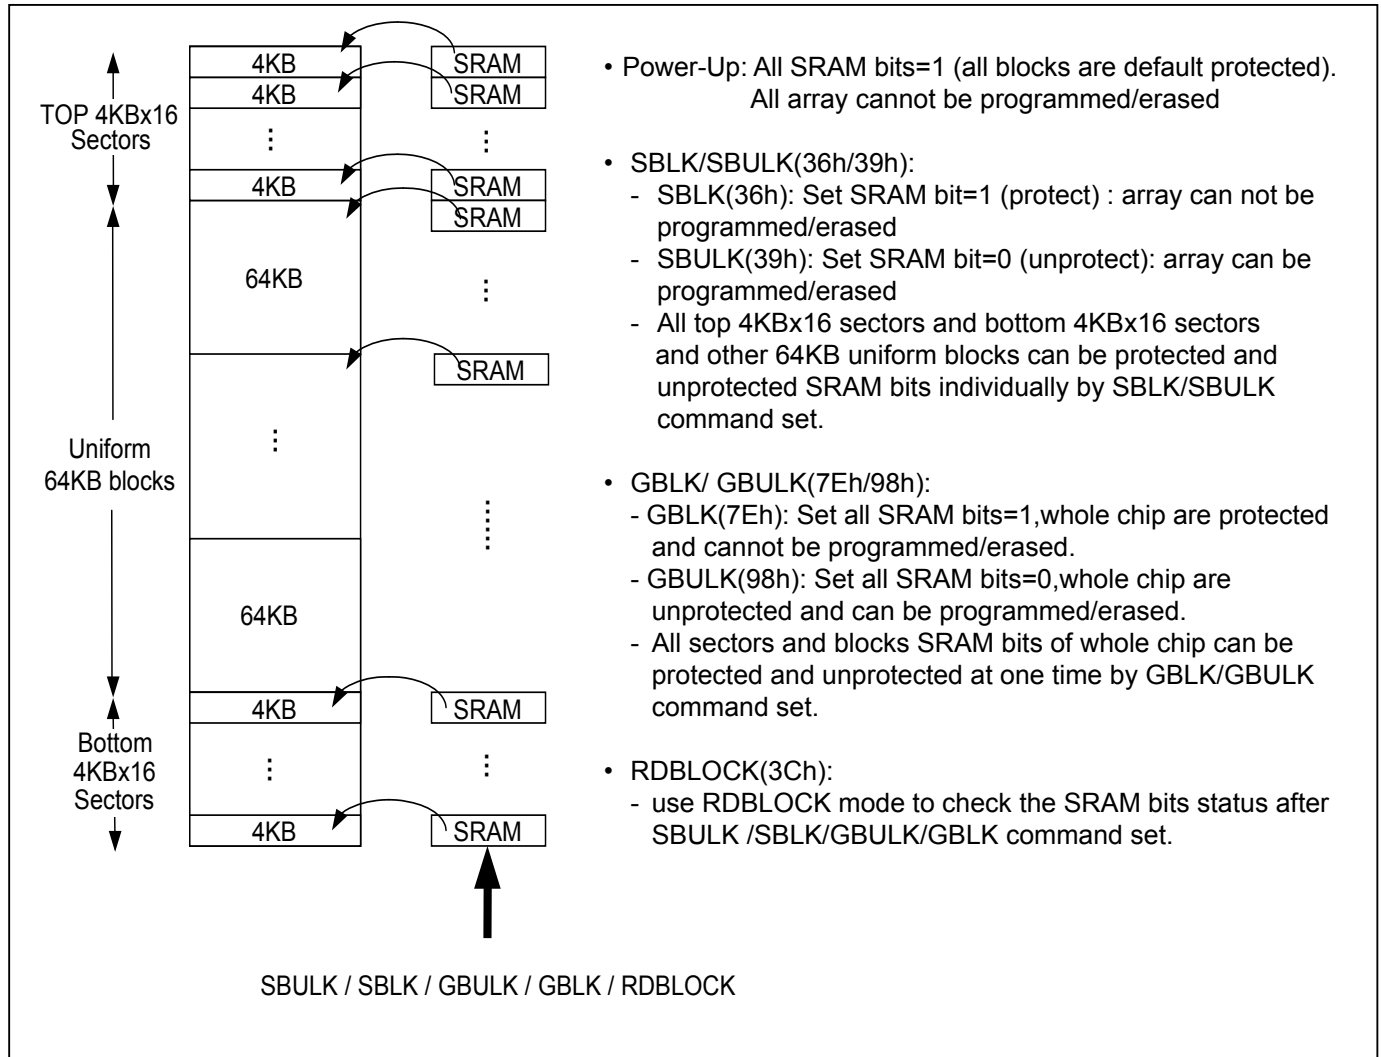 4KB
4KB
⋮
4KB
64KB
⋮
64KB
4KB
⋮
4KB
TOP 4KBx16
Sectors
Uniform
64KB blocks
Bottom
4KBx16
Sectors
SRAM
SRAM
⋮
SRAM
SRAM
⋮
SRAM
⋮
SRAM
⋮
SRAM
SBULK / SBLK / GBULK / GBLK / RDBLOCK
• Power-Up: All SRAM bits=1 (all blocks are default protected).
All array cannot be programmed/erased
• SBLK/SBULK(36h/39h):
- SBLK(36h): Set SRAM bit=1 (protect) : array can not be
programmed/erased
- SBULK(39h): Set SRAM bit=0 (unprotect): array can be
programmed/erased
- All top 4KBx16 sectors and bottom 4KBx16 sectors
and other 64KB uniform blocks can be protected and
unprotected SRAM bits individually by SBLK/SBULK
command set.
• GBLK/ GBULK(7Eh/98h):
- GBLK(7Eh): Set all SRAM bits=1,whole chip are protected
and cannot be programmed/erased.
- GBULK(98h): Set all SRAM bits=0,whole chip are
unprotected and can be programmed/erased.
- All sectors and blocks SRAM bits of whole chip can be
protected and unprotected at one time by GBLK/GBULK
command set.
• RDBLOCK(3Ch):
- use RDBLOCK mode to check the SRAM bits status after
SBULK /SBLK/GBULK/GBLK command set.